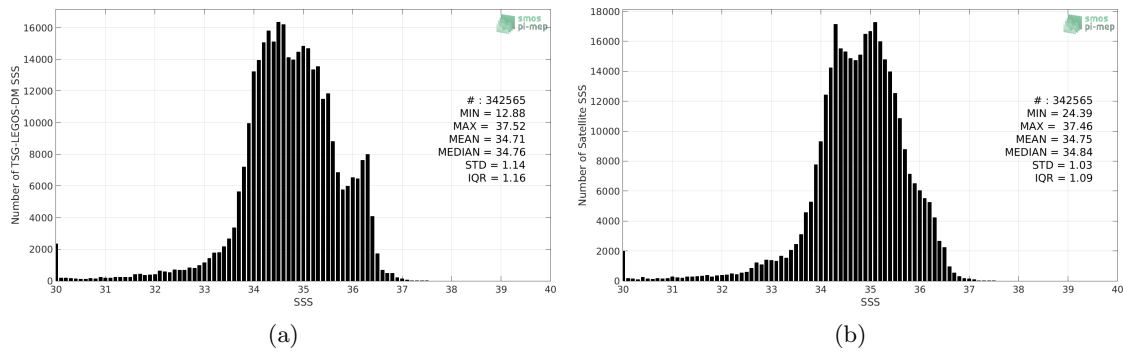 smos
pi-mep
Number of TSG-LEGOS-DM SSS
16000
14000
12000
10000
8000
6000
4000
2000
0
# : 342565
MIN = 12.88
MAX = 37.52
MEAN = 34.71
MEDIAN = 34.76
STD = 1.14
IQR = 1.16
30 31 32 33 34 35 36 37 38 39 40
SSS
(a)
smos
pi-mep
Number of Satellite SSS
18000
16000
14000
12000
10000
8000
6000
4000
2000
0
# : 342565
MIN = 24.39
MAX = 37.46
MEAN = 34.75
MEDIAN = 34.84
STD = 1.03
IQR = 1.09
30 31 32 33 34 35 36 37 38 39 40
SSS
(b)